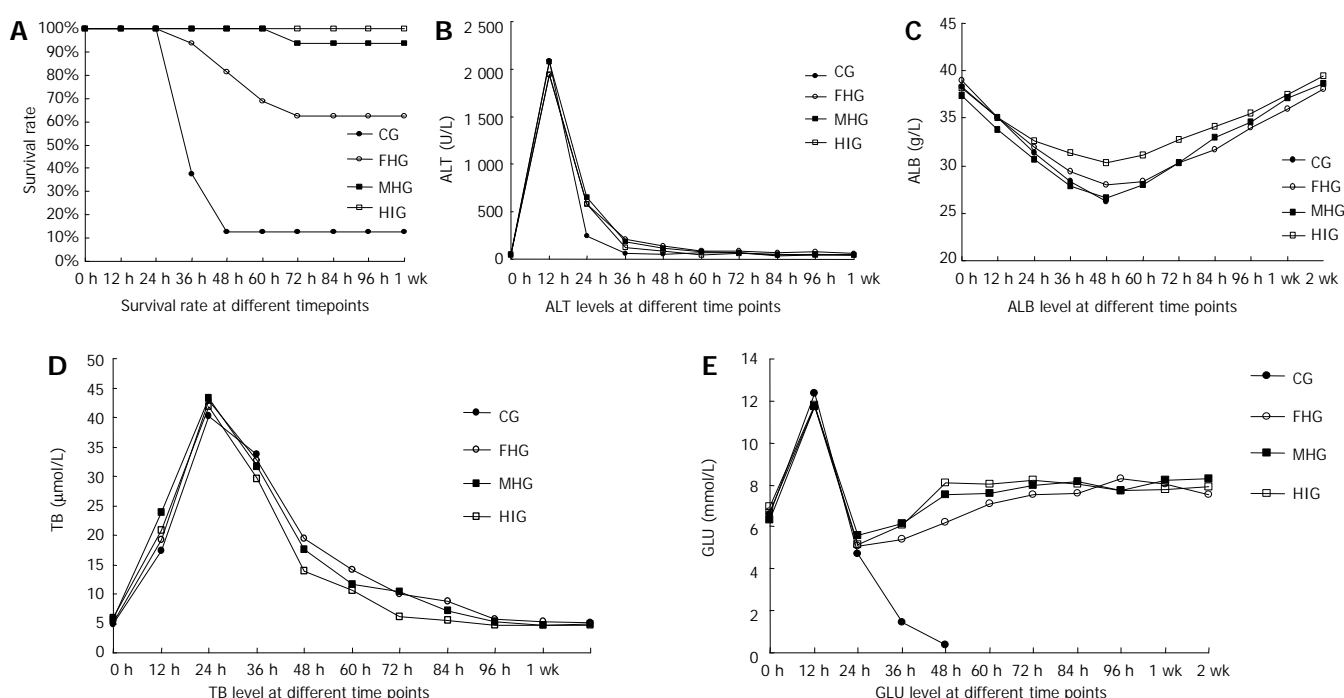 A
100%
90%
80%
70%
60%
50%
40%
30%
20%
10%
0%
Survival rate
CG
FHG
MHG
HIG
0 h 12 h 24 h 36 h 48 h 60 h 72 h 84 h 96 h 1 wk
Survival rate at different timepoints
B
2 500
2 000
1 500
1 000
500
0
ALT (U/L)
CG
FHG
MHG
HIG
0 h 12 h 24 h 36 h 48 h 60 h 72 h 84 h 96 h 1 wk
ALT levels at different time points
C
45
40
35
30
25
20
ALB (g/L)
CG
FHG
MHG
HIG
0 h 12 h 24 h 36 h 48 h 60 h 72 h 84 h 96 h 1 wk 2 wk
ALB level at different time points
D
50
45
40
35
30
25
20
15
10
5
0
TB (µmol/L)
CG
FHG
MHG
HIG
0 h 12 h 24 h 36 h 48 h 60 h 72 h 84 h 96 h 1 wk
TB level at different time points
E
14
12
10
8
6
4
2
0
GLU (mmol/L)
CG
FHG
MHG
HIG
0 h 12 h 24 h 36 h 48 h 60 h 72 h 84 h 96 h 1 wk 2 wk
GLU level at different time points